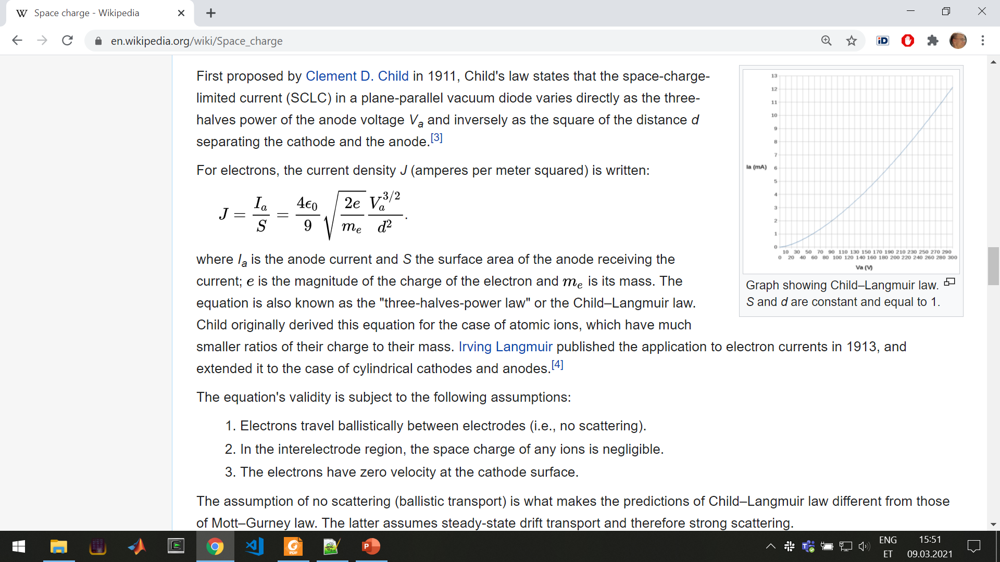 Space charge - Wikipedia
en.wikipedia.org/wiki/Space_charge
First proposed by Clement D. Child in 1911, Child's law states that the space-charge-
limited current (SCLC) in a plane-parallel vacuum diode varies directly as the three-
halves power of the anode voltage Va and inversely as the square of the distance d
separating the cathode and the anode.[3]
For electrons, the current density J (amperes per meter squared) is written:
J = Ia/S = 4ϵ0/9 √(2e/me) Va^3/2/d².
where Ia is the anode current and S the surface area of the anode receiving the
current; e is the magnitude of the charge of the electron and me is its mass. The
equation is also known as the "three-halves-power law" or the Child–Langmuir law.
Child originally derived this equation for the case of atomic ions, which have much
smaller ratios of their charge to their mass. Irving Langmuir published the application to electron currents in 1913, and
extended it to the case of cylindrical cathodes and anodes.[4]
13
12
11
10
9
8
7
Ia (mA) 6
5
4
3
2
1
0
10 30 50 70 90 110 130 150 170 190 210 230 250 270 290
0 20 40 60 80 100 120 140 160 180 200 220 240 260 280 300
Va (V)
Graph showing Child–Langmuir law.
S and d are constant and equal to 1.
The equation's validity is subject to the following assumptions:
1. Electrons travel ballistically between electrodes (i.e., no scattering).
2. In the interelectrode region, the space charge of any ions is negligible.
3. The electrons have zero velocity at the cathode surface.
The assumption of no scattering (ballistic transport) is what makes the predictions of Child–Langmuir law different from those
of Mott–Gurney law. The latter assumes steady-state drift transport and therefore strong scattering.
ENG 15:51
ET 09.03.2021